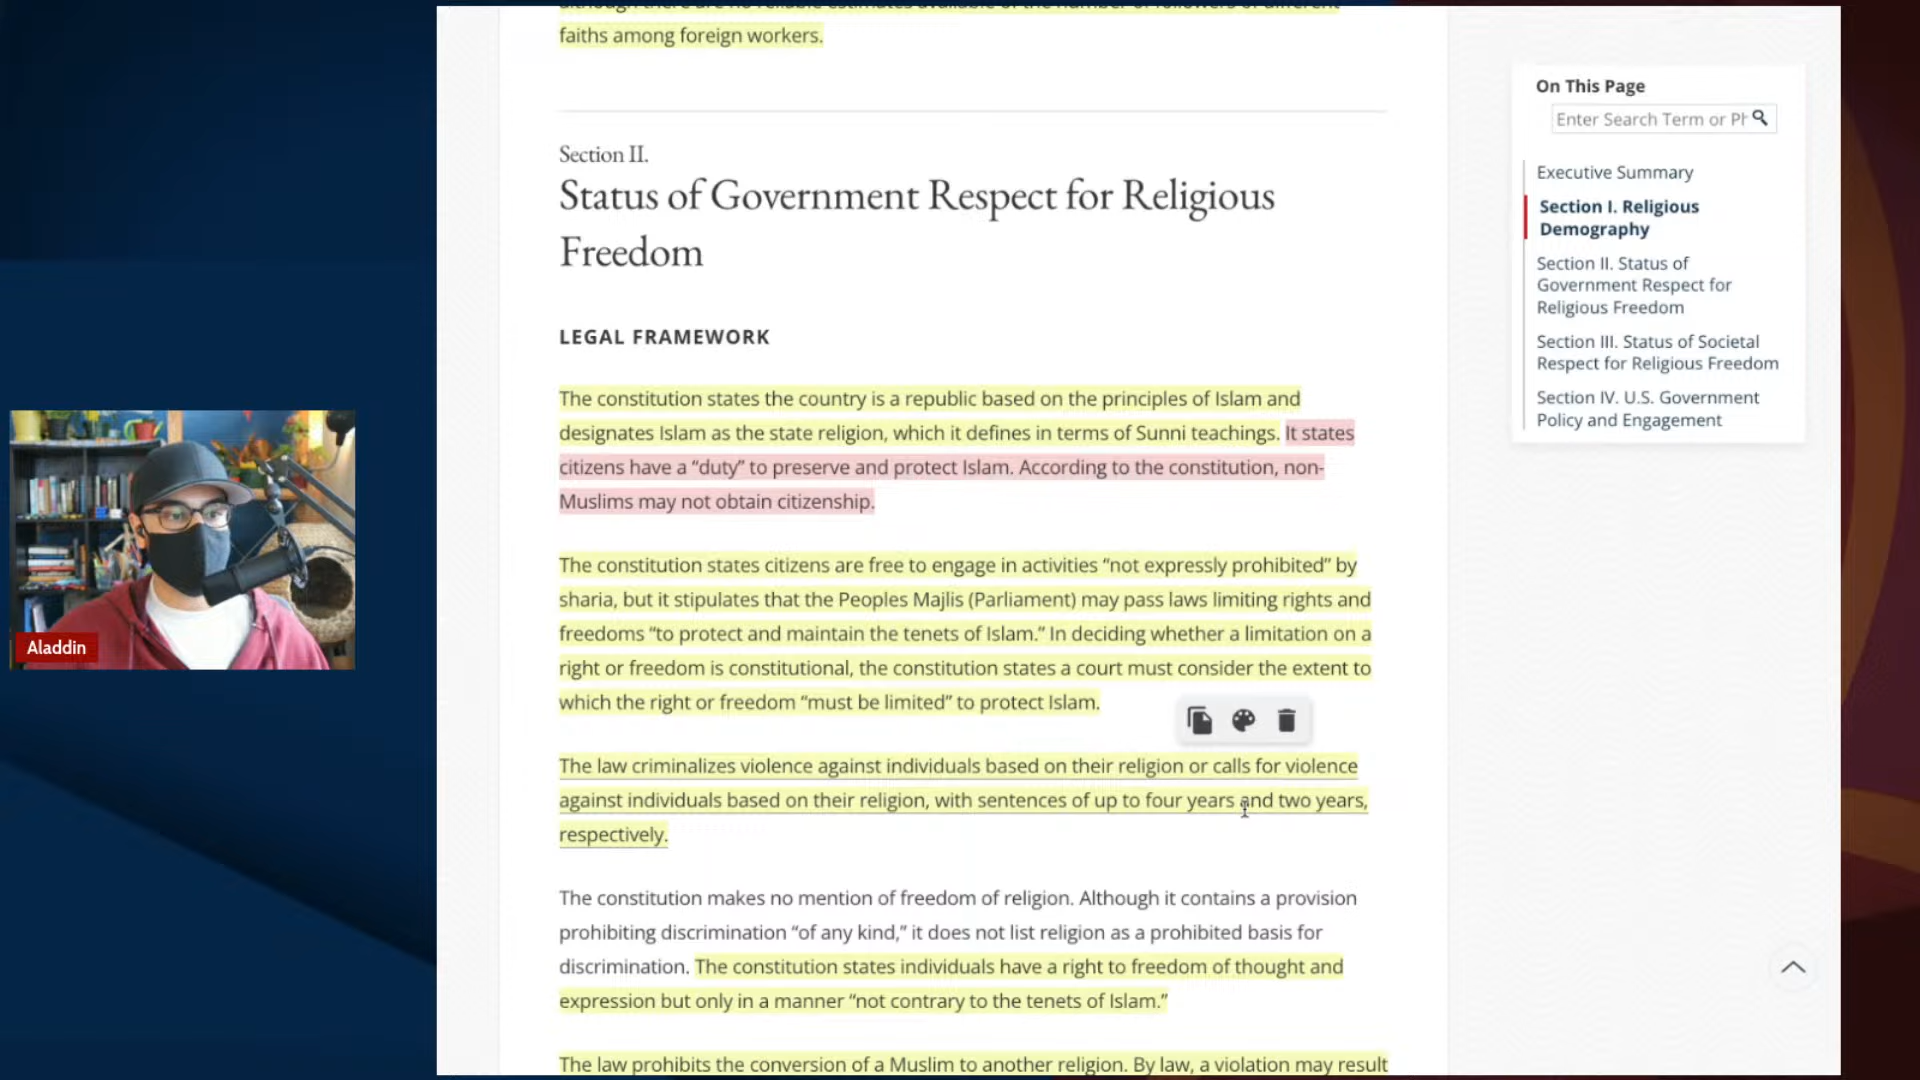 although there are no reliable estimates available of the number of followers of different
faiths among foreign workers.
Section II.
Status of Government Respect for Religious
Freedom
LEGAL FRAMEWORK
The constitution states the country is a republic based on the principles of Islam and
designates Islam as the state religion, which it defines in terms of Sunni teachings. It states
citizens have a “duty” to preserve and protect Islam. According to the constitution, non-
Muslims may not obtain citizenship.
The constitution states citizens are free to engage in activities “not expressly prohibited” by
sharia, but it stipulates that the Peoples Majlis (Parliament) may pass laws limiting rights and
freedoms “to protect and maintain the tenets of Islam.” In deciding whether a limitation on a
right or freedom is constitutional, the constitution states a court must consider the extent to
which the right or freedom “must be limited” to protect Islam.
The law criminalizes violence against individuals based on their religion or calls for violence
against individuals based on their religion, with sentences of up to four years and two years,
respectively.
The constitution makes no mention of freedom of religion. Although it contains a provision
prohibiting discrimination “of any kind,” it does not list religion as a prohibited basis for
discrimination. The constitution states individuals have a right to freedom of thought and
expression but only in a manner “not contrary to the tenets of Islam.”
The law prohibits the conversion of a Muslim to another religion. By law, a violation may result
On This Page
Enter Search Term or Ph
Executive Summary
Section I. Religious
Demography
Section II. Status of
Government Respect for
Religious Freedom
Section III. Status of Societal
Respect for Religious Freedom
Section IV. U.S. Government
Policy and Engagement
Aladdin